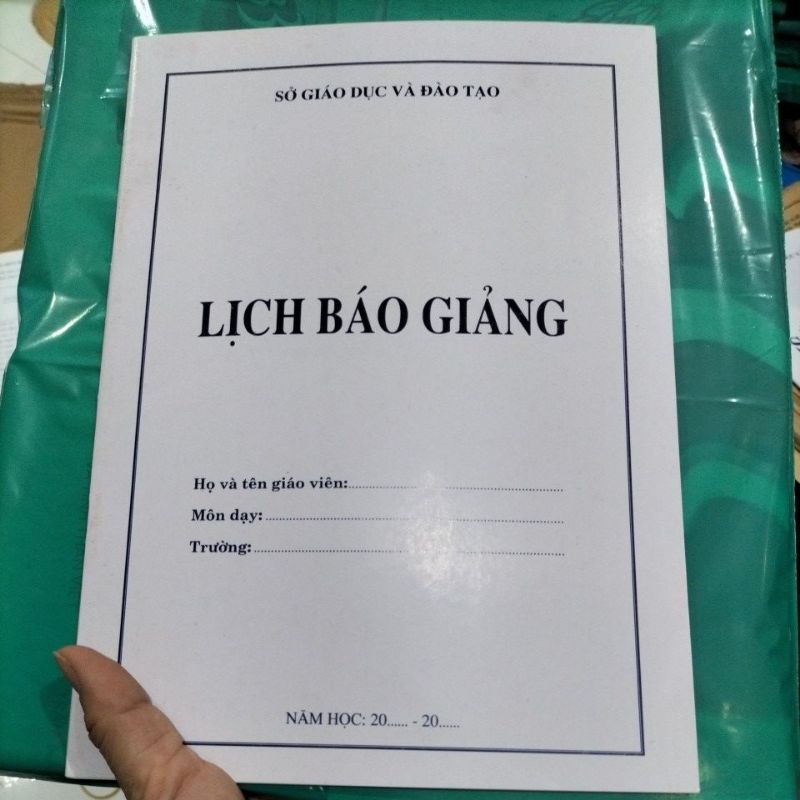 SỞ GIÁO DỤC VÀ ĐÀO TẠO
LỊCH BÁO GIẢNG
Họ và tên giáo viên:....................
Môn dạy:....................
Trường:....................
NĂM HỌC: 20...... - 20......